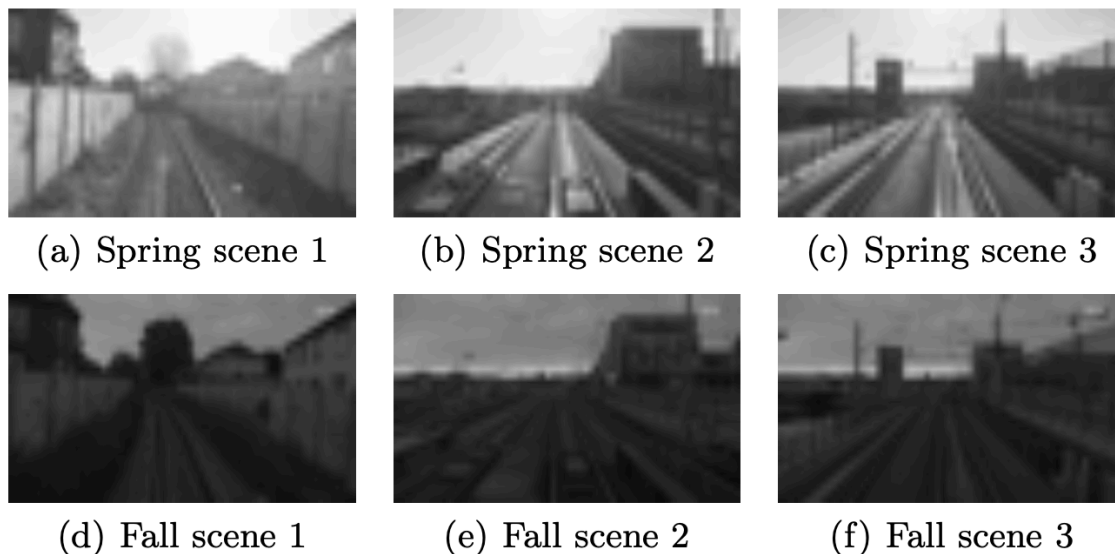 (a) Spring scene 1
(b) Spring scene 2
(c) Spring scene 3
(d) Fall scene 1
(e) Fall scene 2
(f) Fall scene 3